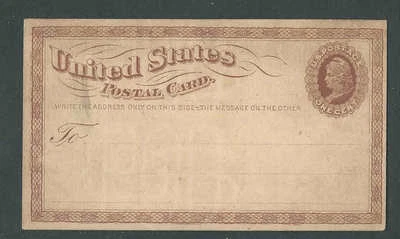 United States
Postal Card.
WRITE THE ADDRESS ONLY ON THIS SIDE—THE MESSAGE ON THE OTHER
To
U.S. POSTAGE
ONE CENT